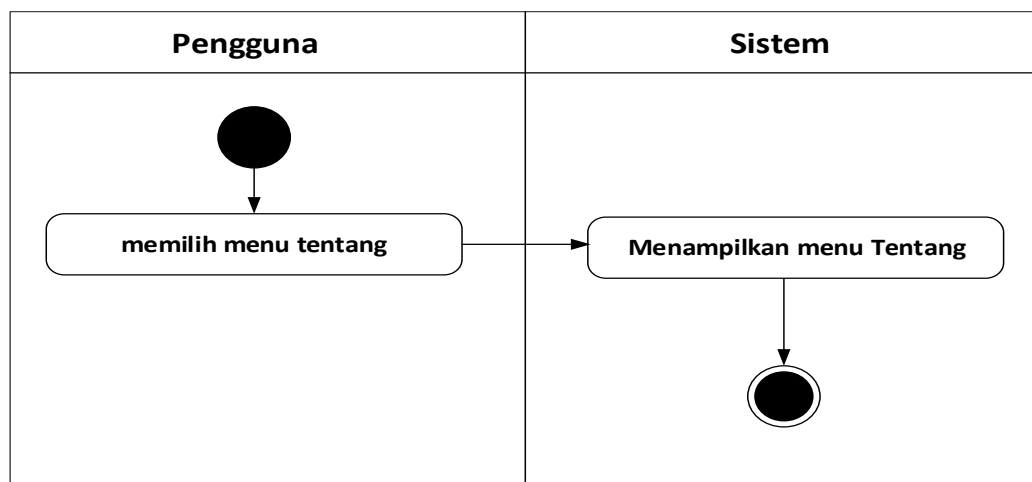 Pengguna
Sistem
memilih menu tentang
Menampilkan menu Tentang